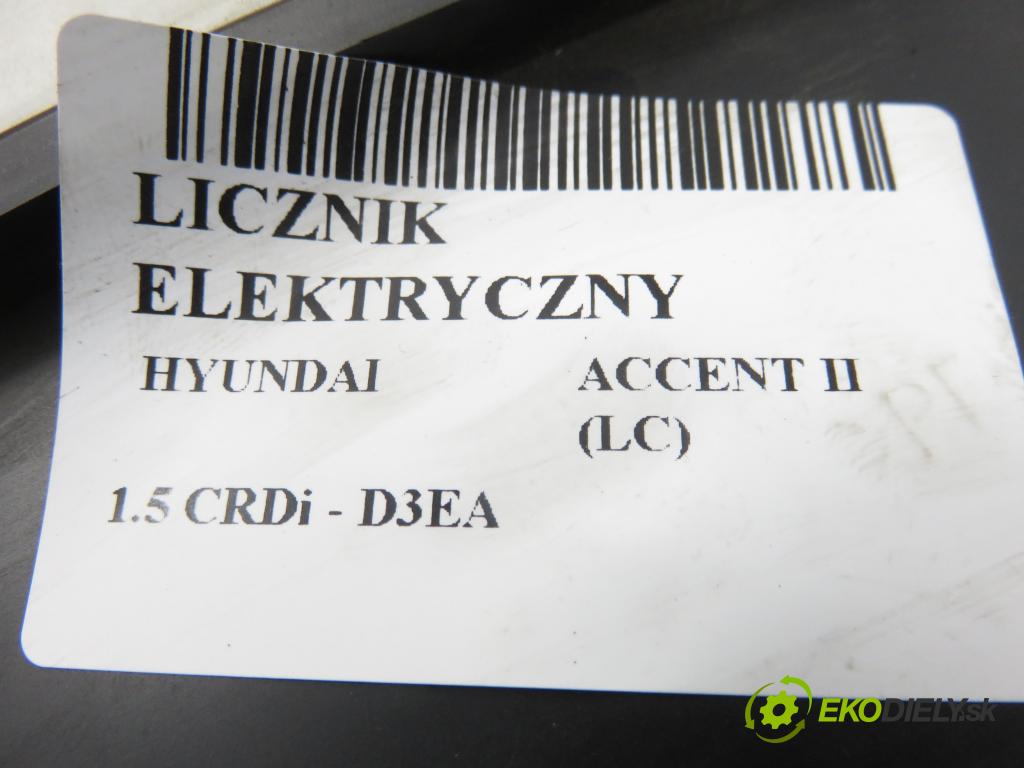 LICZNIK
ELEKTRYCZNY
HYUNDAI ACCENT II
(LC)
1.5 CRDi - D3EA
EKODIELY.sk